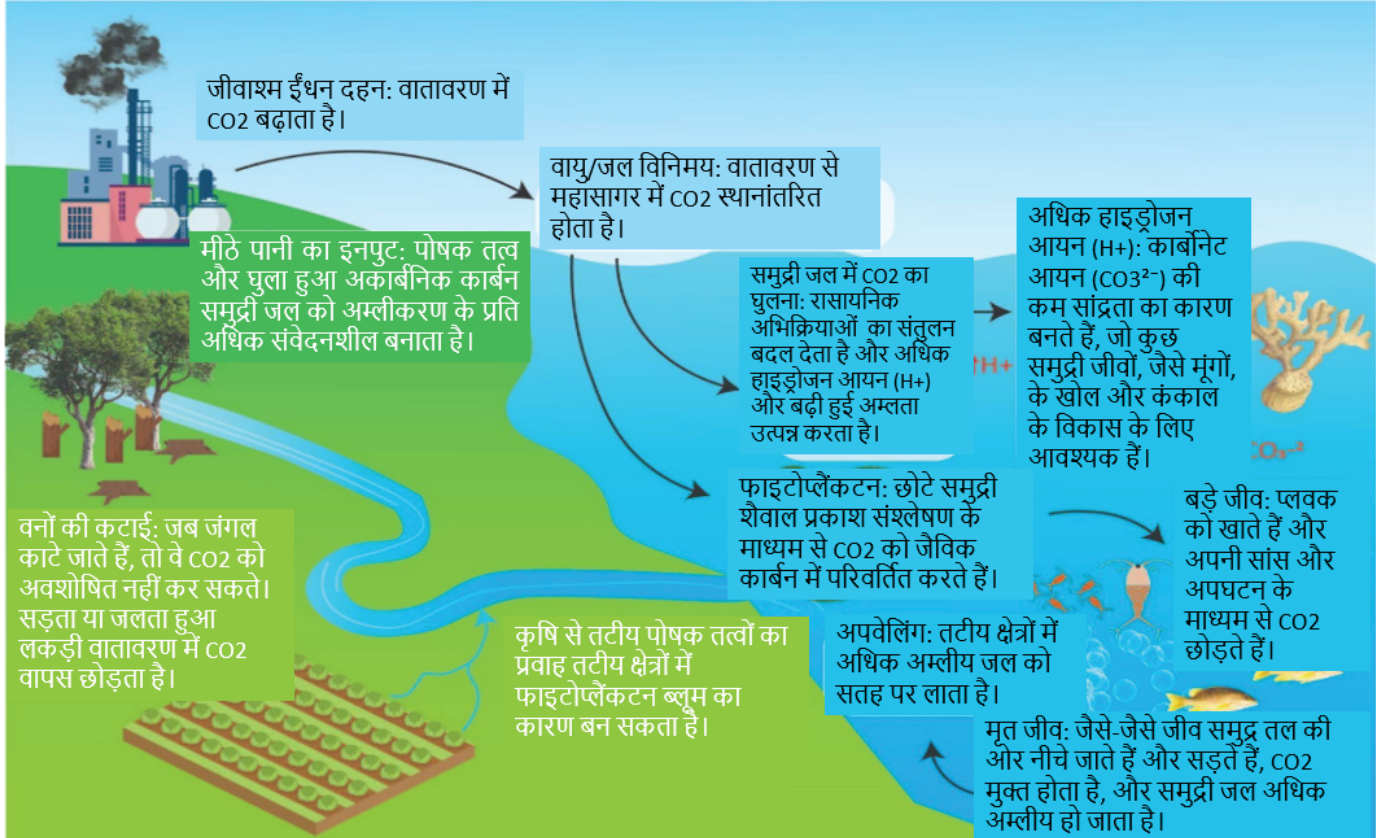 जीवाश्म ईंधन दहन: वातावरण में
CO2 बढ़ाता है।
वायु/जल विनिमय: वातावरण से
महासागर में CO2 स्थानांतरित
होता है।
मीठे पानी का इनपुट: पोषक तत्व
और घुला हुआ अकार्बनिक कार्बन
समुद्री जल को अम्लीकरण के प्रति
अधिक संवेदनशील बनाता है।
समुद्री जल में CO2 का
घुलना: रासायनिक
अभिक्रियाओं का संतुलन
बदल देता है और अधिक
हाइड्रोजन आयन (H+)
और बढ़ी हुई अम्लता
उत्पन्न करता है।
↑H+
अधिक हाइड्रोजन
आयन (H+): कार्बोनेट
आयन (CO3²⁻) की
कम सांद्रता का कारण
बनते हैं, जो कुछ
समुद्री जीवों, जैसे मूंगों,
के खोल और कंकाल
के विकास के लिए
आवश्यक हैं।
फाइटोप्लैंकटन: छोटे समुद्री
शैवाल प्रकाश संश्लेषण के
माध्यम से CO2 को जैविक
कार्बन में परिवर्तित करते हैं।
बड़े जीव: प्लवक
को खाते हैं और
अपनी सांस और
अपघटन के
माध्यम से CO2
छोड़ते हैं।
वनों की कटाई: जब जंगल
काटे जाते हैं, तो वे CO2 को
अवशोषित नहीं कर सकते।
सड़ता या जलता हुआ
लकड़ी वातावरण में CO2
वापस छोड़ता है।
कृषि से तटीय पोषक तत्वों का
प्रवाह तटीय क्षेत्रों में
फाइटोप्लैंकटन ब्लूम का
कारण बन सकता है।
अपवेलिंग: तटीय क्षेत्रों में
अधिक अम्लीय जल को
सतह पर लाता है।
मृत जीव: जैसे-जैसे जीव समुद्र तल की
ओर नीचे जाते हैं और सड़ते हैं, CO2
मुक्त होता है, और समुद्री जल अधिक
अम्लीय हो जाता है।